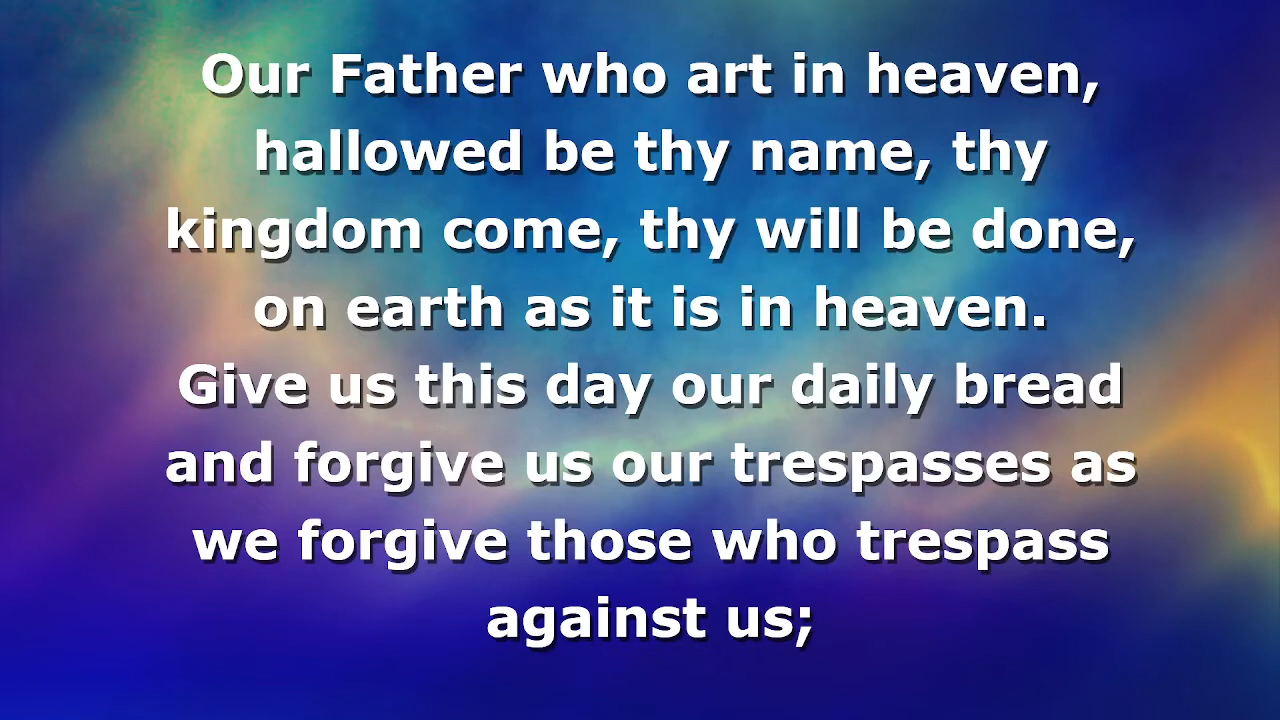 Our Father who art in heaven,
hallowed be thy name, thy
kingdom come, thy will be done,
on earth as it is in heaven.
Give us this day our daily bread
and forgive us our trespasses as
we forgive those who trespass
against us;